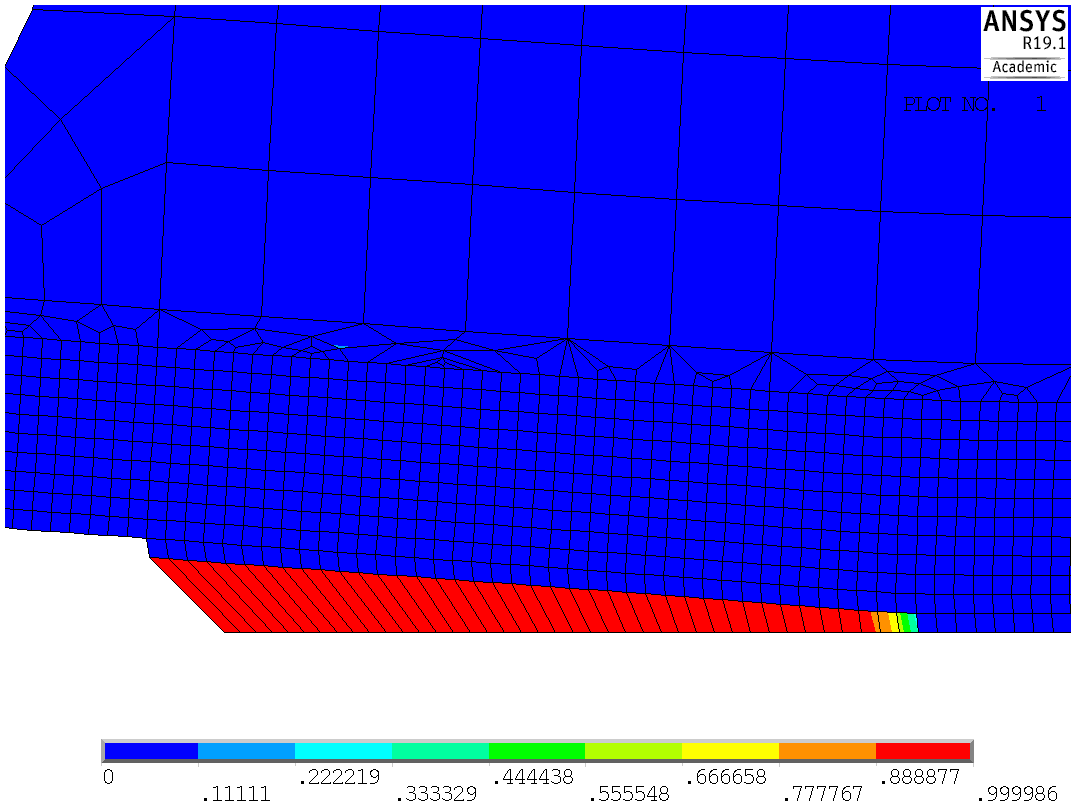 ANSYS
R19.1
Academic
PLOT NO. 1
0 .222219 .444438 .666658 .888877
.11111 .333329 .555548 .777767 .999986